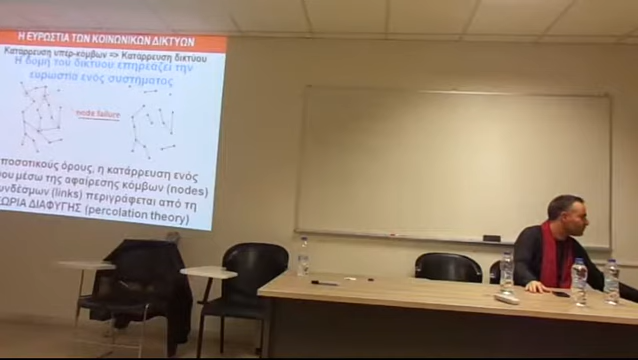 Η ΕΥΡΩΣΤΙΑ ΤΩΝ ΚΟΙΝΩΝΙΚΩΝ ΔΙΚΤΥΩΝ
Κατάρρευση υπερ-κόμβων => Κατάρρευση δικτύου
Η δομή του δικτύου επηρεάζει την
ευρωστία ενός συστήματος
node failure
ποσοτικούς όρους, η κατάρρευση ενός
ου μέσω της αφαίρεσης κόμβων (nodes)
υνδέσμων (links) περιγράφεται από τη
ΩΡΙΑ ΔΙΑΦΥΓΗΣ (percolation theory)